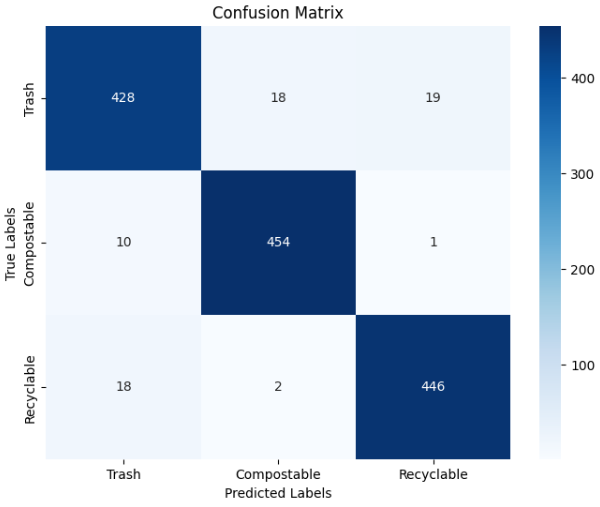 Confusion Matrix
True Labels
Trash
428 18 19
400
300
Compostable
10 454 1
200
Recyclable
18 2 446
100
Trash Compostable Recyclable
Predicted Labels